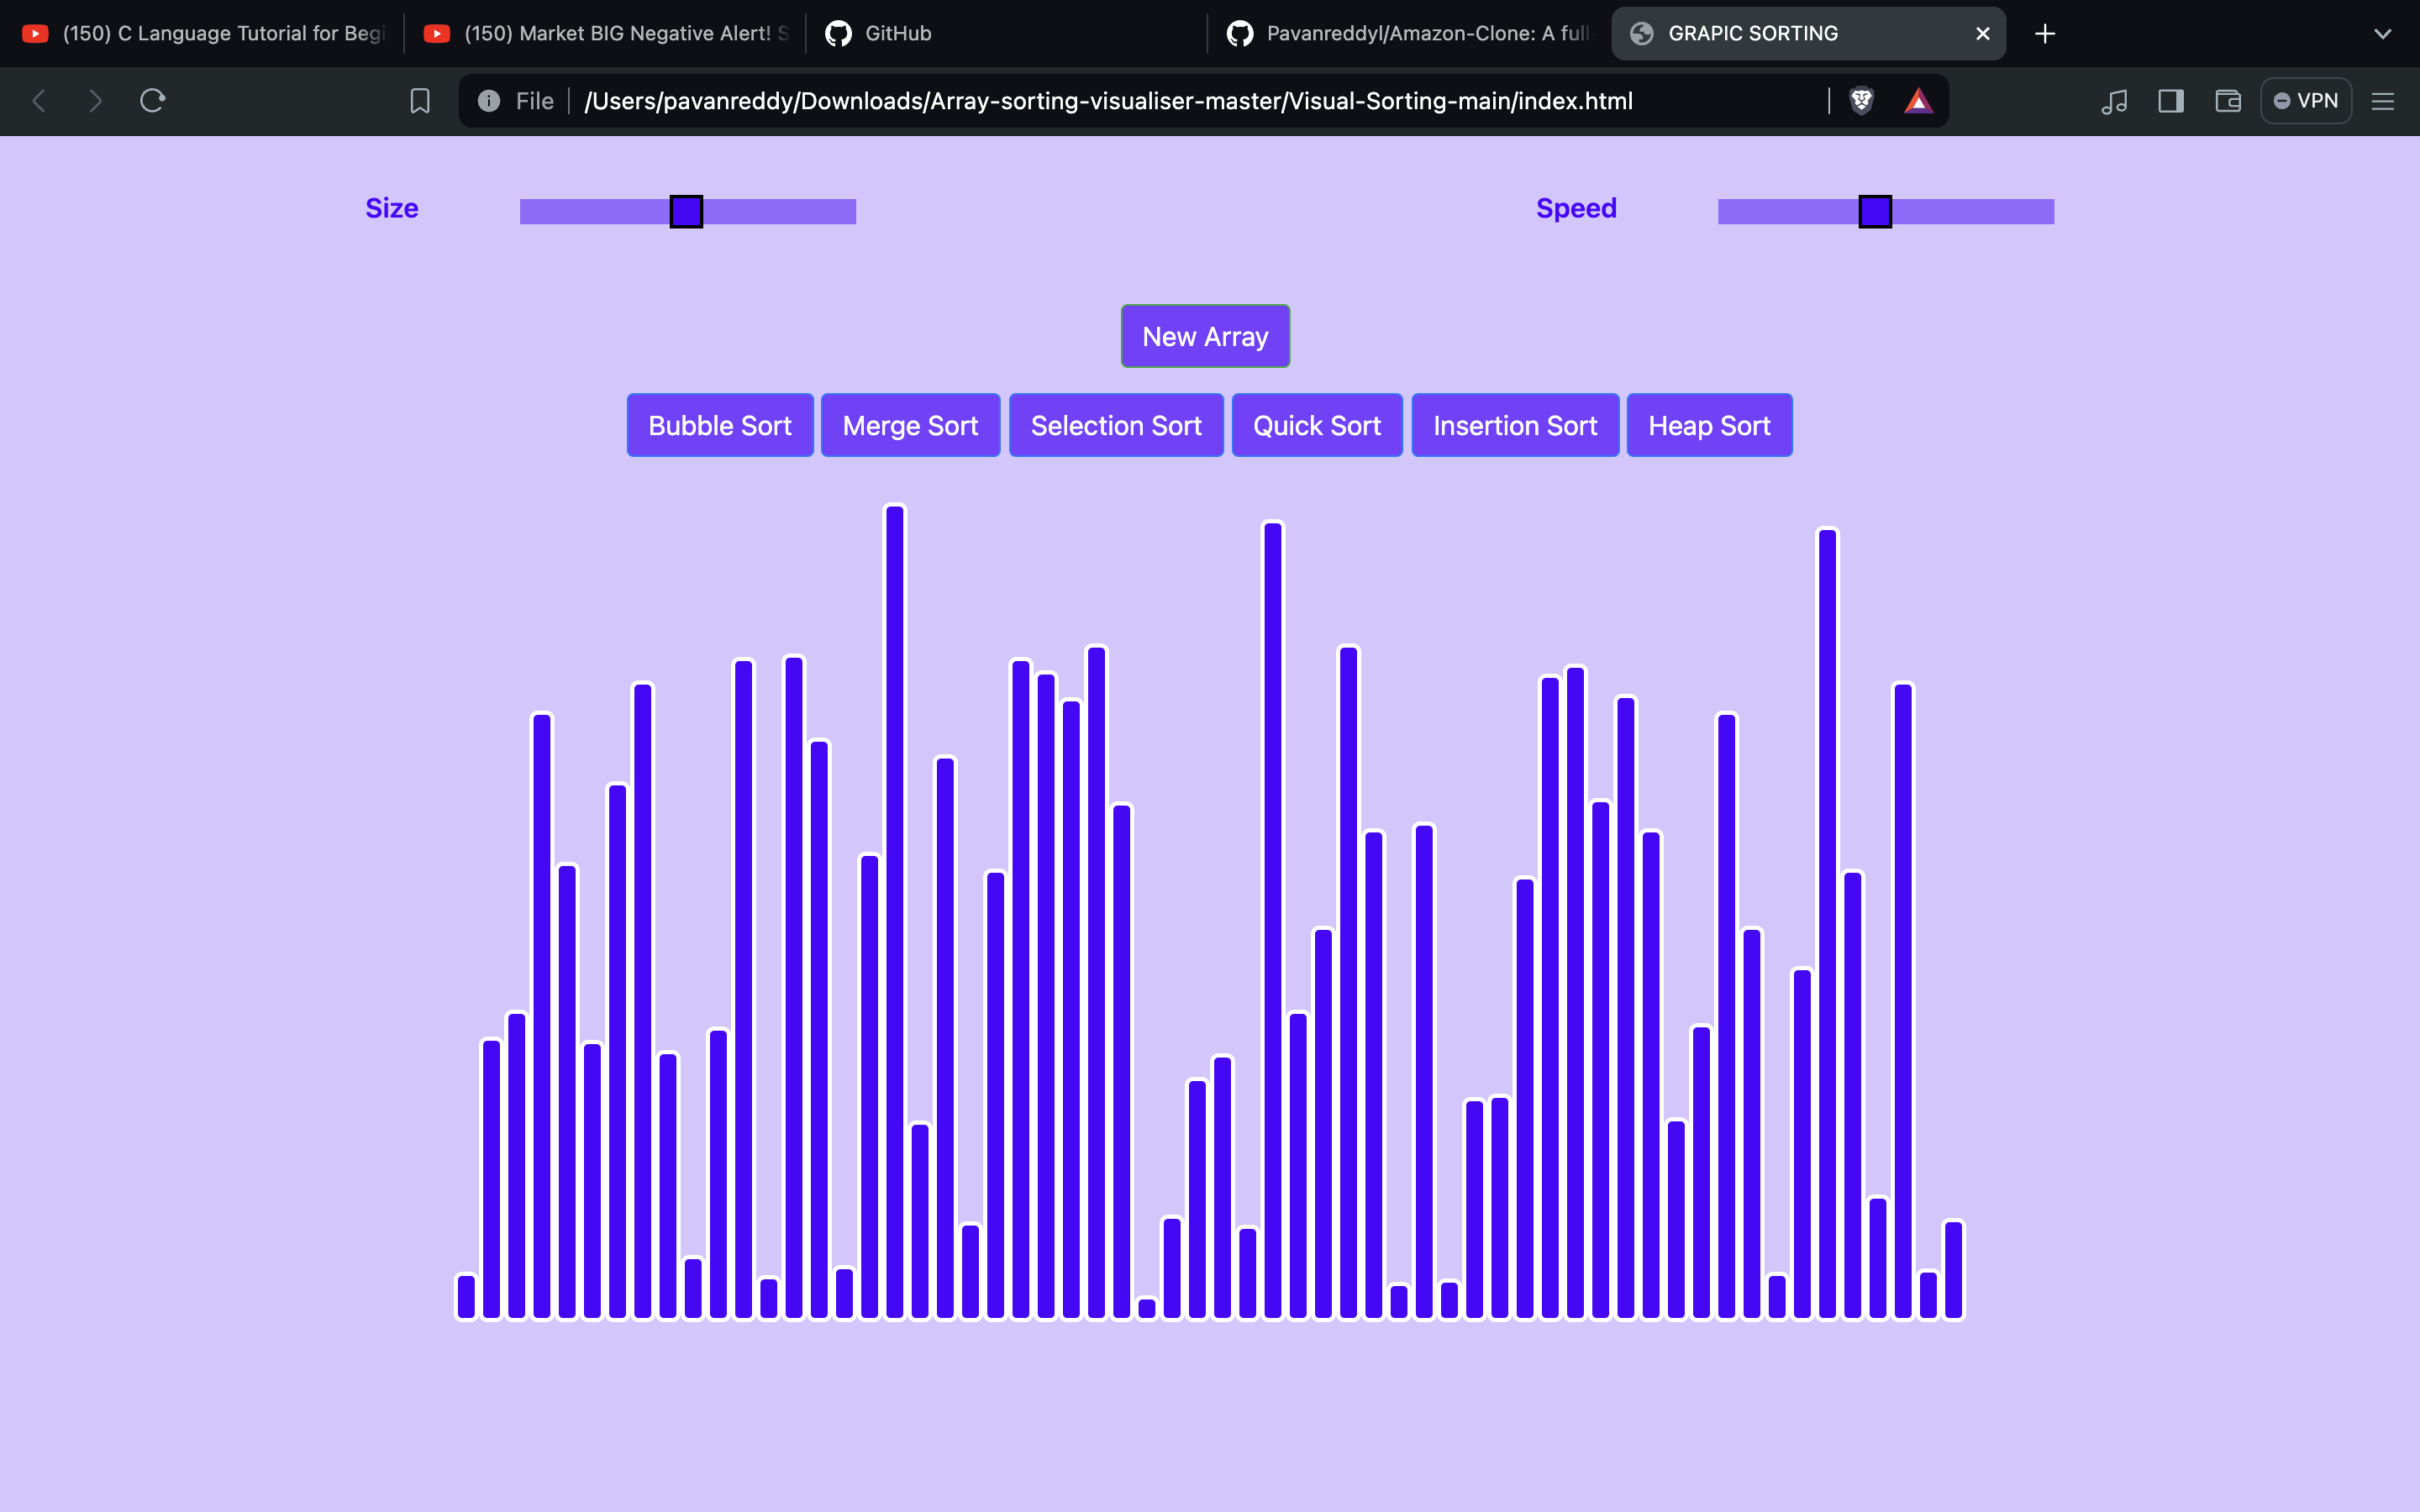 (150) C Language Tutorial for Begi
(150) Market BIG Negative Alert! S
GitHub
Pavanreddyl/Amazon-Clone: A full
GRAPIC SORTING
File
/Users/pavanreddy/Downloads/Array-sorting-visualiser-master/Visual-Sorting-main/index.html
VPN
Size
Speed
New Array
Bubble Sort
Merge Sort
Selection Sort
Quick Sort
Insertion Sort
Heap Sort